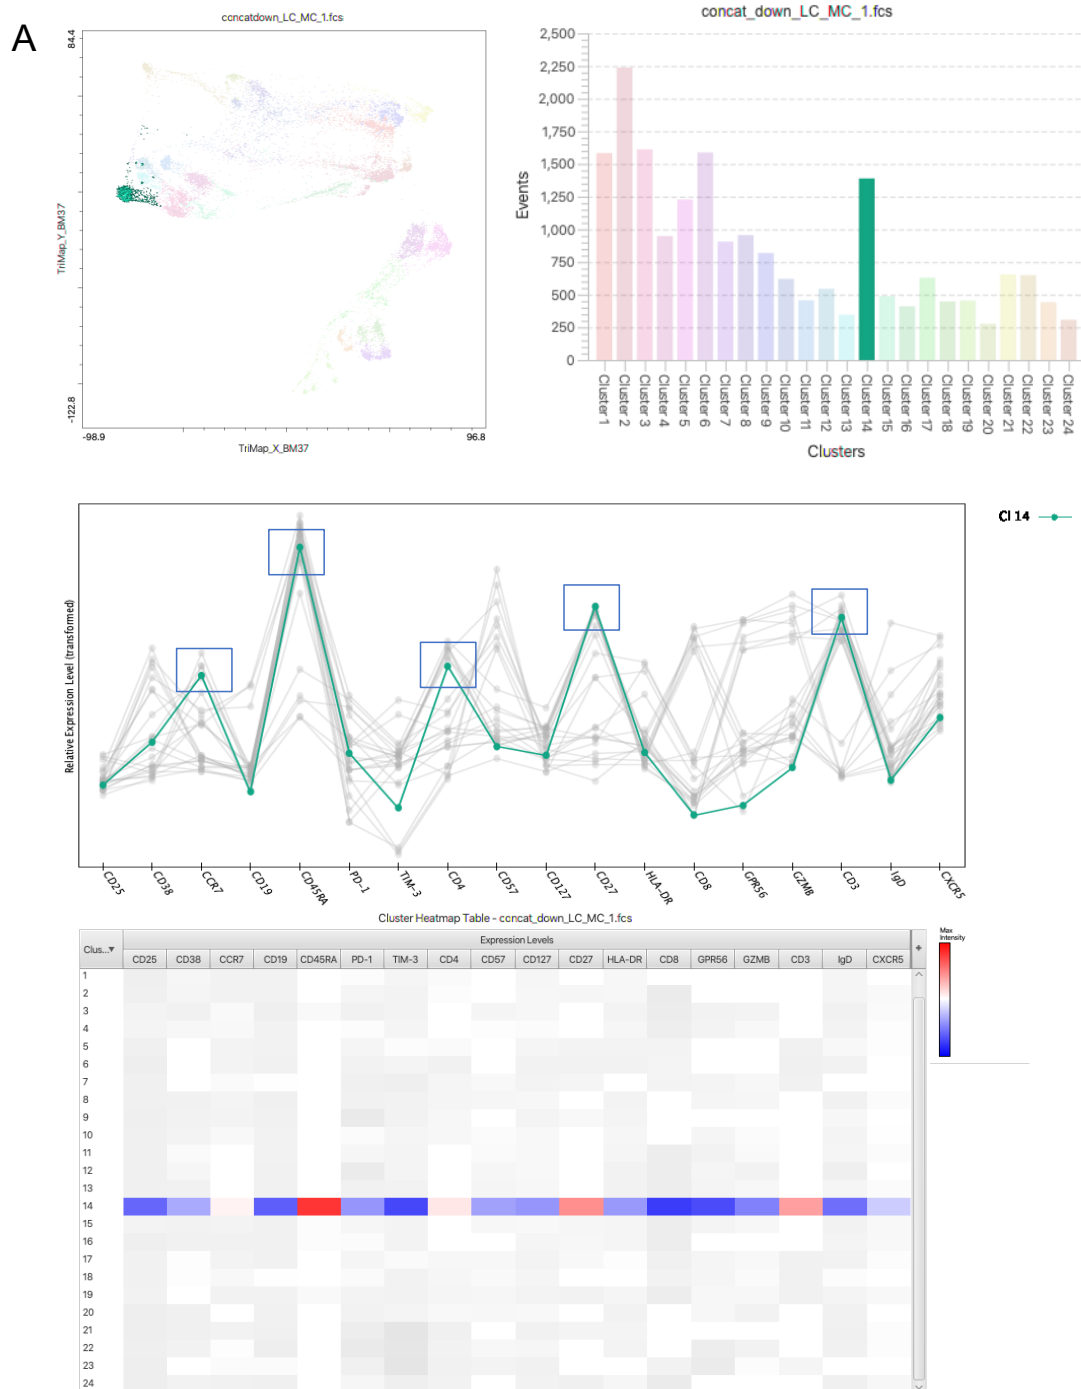 A
ccncatdown_LC_MC_1.fcs
84.4
TriMap_Y_BM37
-122.8
-98.9
96.8
TriMap_X_BM37
concat_down_LC_MC_1.fcs
2,500
2,250
2,000
1,750
1,500
1,250
1,000
750
500
250
0
Events
Cluster 1
Cluster 2
Cluster 3
Cluster 4
Cluster 5
Cluster 6
Cluster 7
Cluster 8
Cluster 9
Cluster 10
Cluster 11
Cluster 12
Cluster 13
Cluster 14
Cluster 15
Cluster 16
Cluster 17
Cluster 18
Cluster 19
Cluster 20
Cluster 21
Cluster 22
Cluster 23
Cluster 24
Clusters
Cl 14
Relative Expression Level (transformed)
CD25
CD38
CCR7
CD19
CD45RA
PD-1
TIM-3
CD4
CD57
CD127
CD27
HLA-DR
CD8
GPR56
GZMB
CD3
IgD
CXCR5
Cluster Heatmap Table - ccncat_down_LC_MC_1.fcs
Clus...▼
Expression Levels
+
CD25 CD38 CCR7 CD19 CD45RA PD-1 TIM-3 CD4 CD57 CD127 CD27 HLA-DR CD8 GPR56 GZMB CD3 IgD CXCR5
1
2
3
4
5
6
7
8
9
10
11
12
13
14
15
16
17
18
19
20
21
22
23
24
Max
Intensity